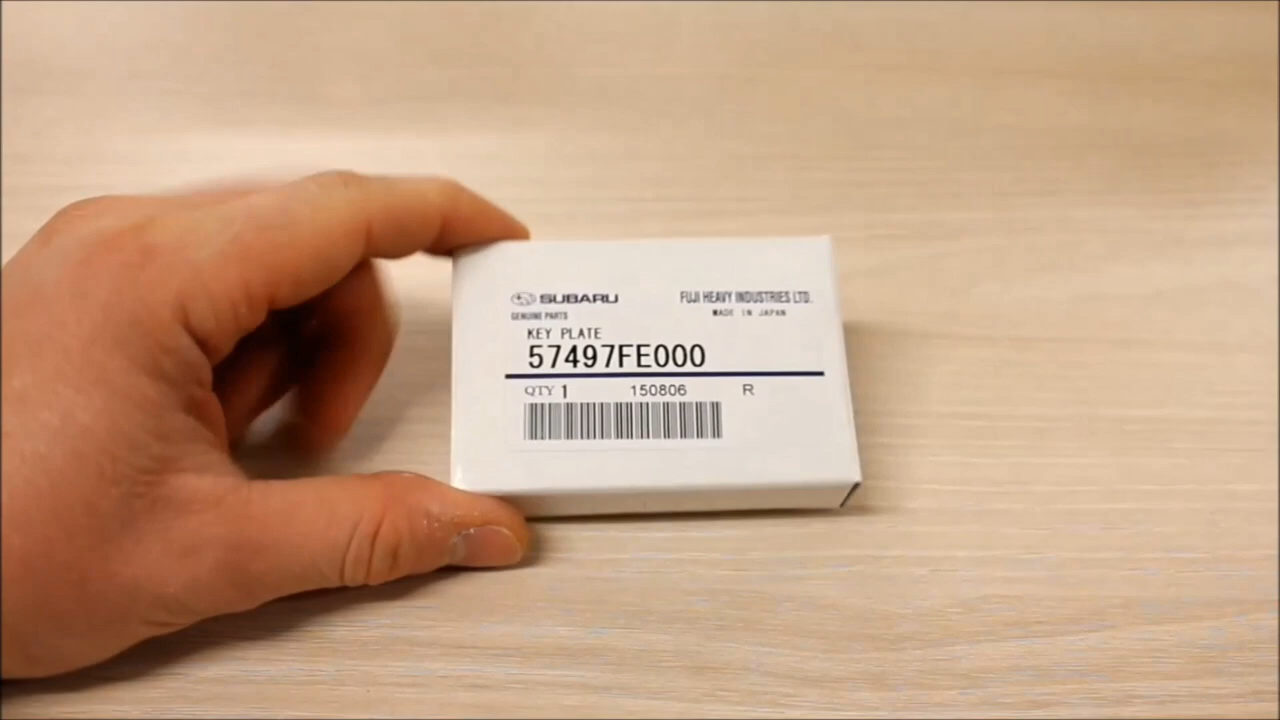 SUBARU FUJI HEAVY INDUSTRIES LTD.
GENUINE PARTS MADE IN JAPAN
KEY PLATE
57497FE000
QTY 1 150806 R